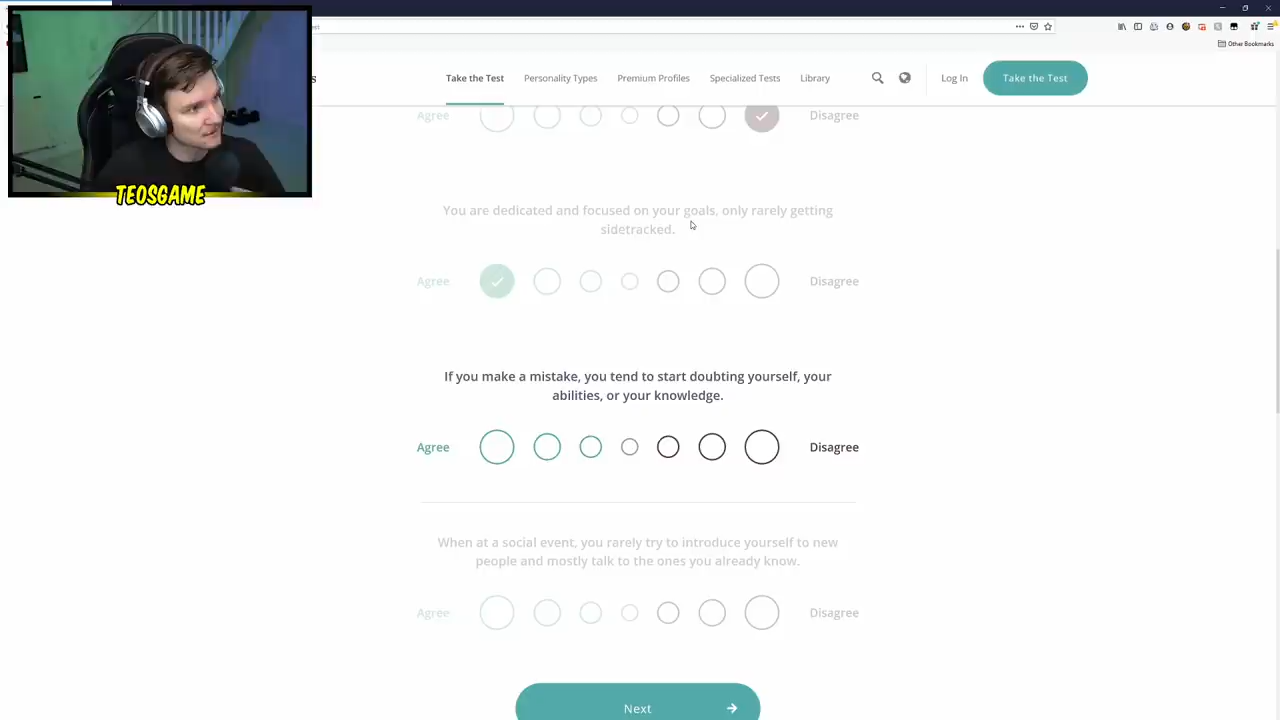 Other Bookmarks
Take the Test Personality Types Premium Profiles Specialized Tests Library Log In Take the Test
Agree Disagree
TEOSGAME
You are dedicated and focused on your goals, only rarely getting
sidetracked.
Agree Disagree
If you make a mistake, you tend to start doubting yourself, your
abilities, or your knowledge.
Agree Disagree
When at a social event, you rarely try to introduce yourself to new
people and mostly talk to the ones you already know.
Agree Disagree
Next